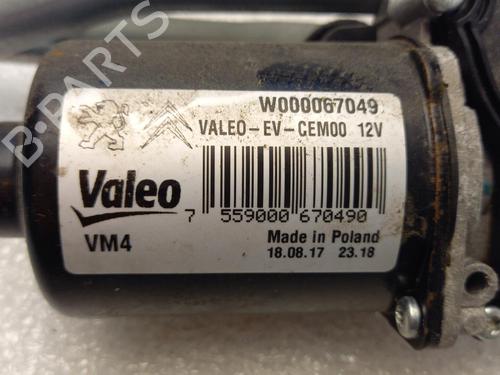 W000067049
VALEO-EV-CEM00 12V
Valeo
7 559000 670490
VM4
Made in Poland
18.08.17 23.18
B-PARTS